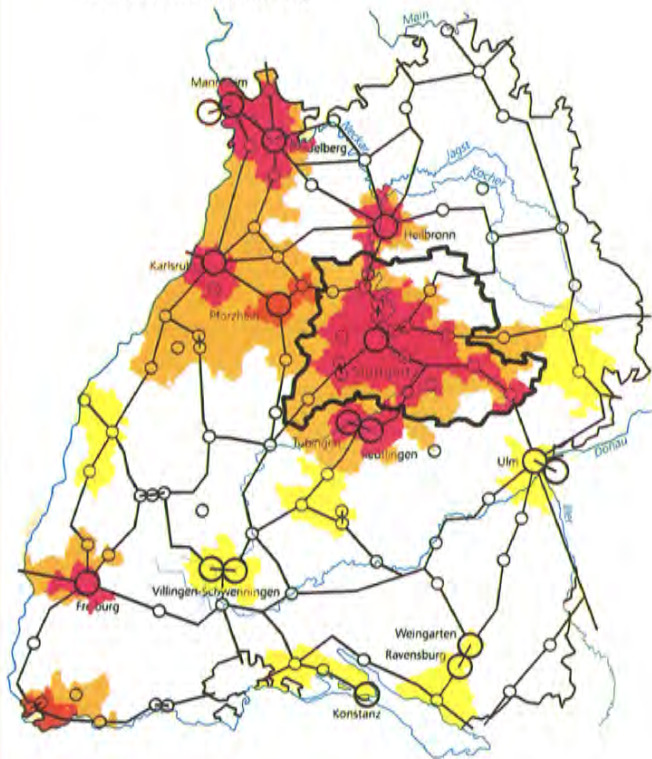 Main
Mannheim
Neckar
Heidelberg
Jagst
Kocher
Heilbronn
Karlsruhe
Pforzheim
Stuttgart
Tübingen
Reutlingen
Ulm
Donau
Iller
Freiburg
Villingen-Schwenningen
Weingarten
Ravensburg
Konstanz